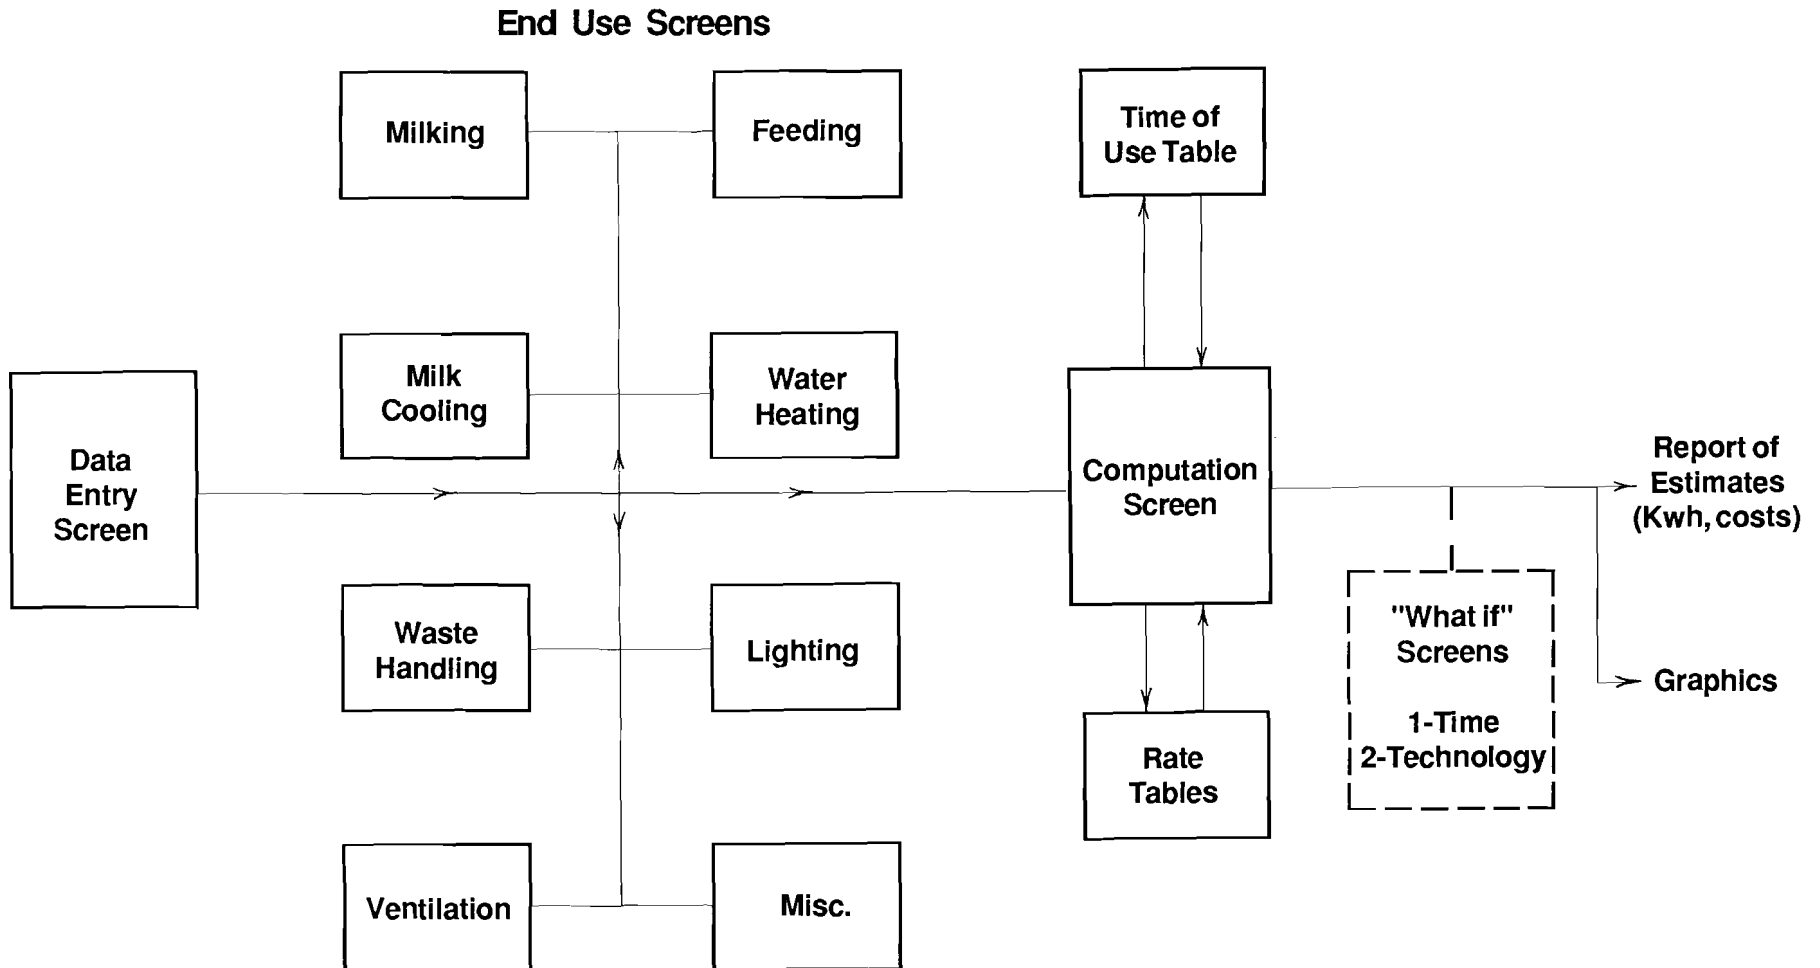 End Use Screens
Milking
Feeding
Time of
Use Table
Milk
Cooling
Water
Heating
Data
Entry
Screen
Computation
Screen
Report of
Estimates
(Kwh, costs)
Waste
Handling
Lighting
"What if"
Screens
1-Time
2-Technology
Graphics
Rate
Tables
Ventilation
Misc.